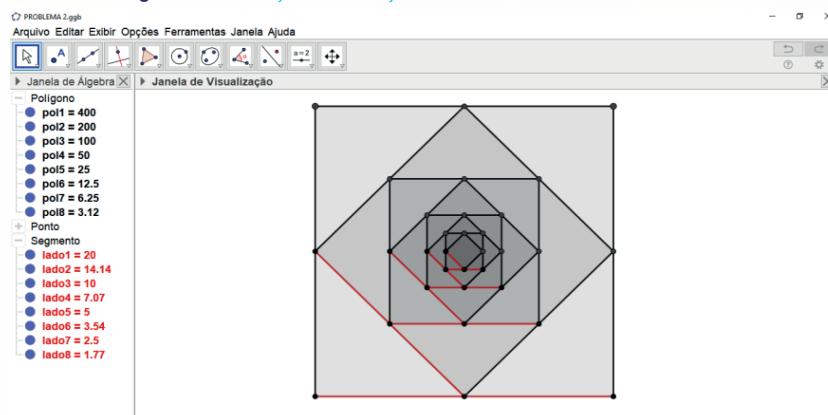 PROBLEMA 2.ggb
Arquivo Editar Exibir Opções Ferramentas Janela Ajuda
A
a=2
Janela de Álgebra
Janela de Visualização
Polígono
pol1 = 400
pol2 = 200
pol3 = 100
pol4 = 50
pol5 = 25
pol6 = 12.5
pol7 = 6.25
pol8 = 3.12
Ponto
Segmento
lado1 = 20
lado2 = 14.14
lado3 = 10
lado4 = 7.07
lado5 = 5
lado6 = 3.54
lado7 = 2.5
lado8 = 1.77